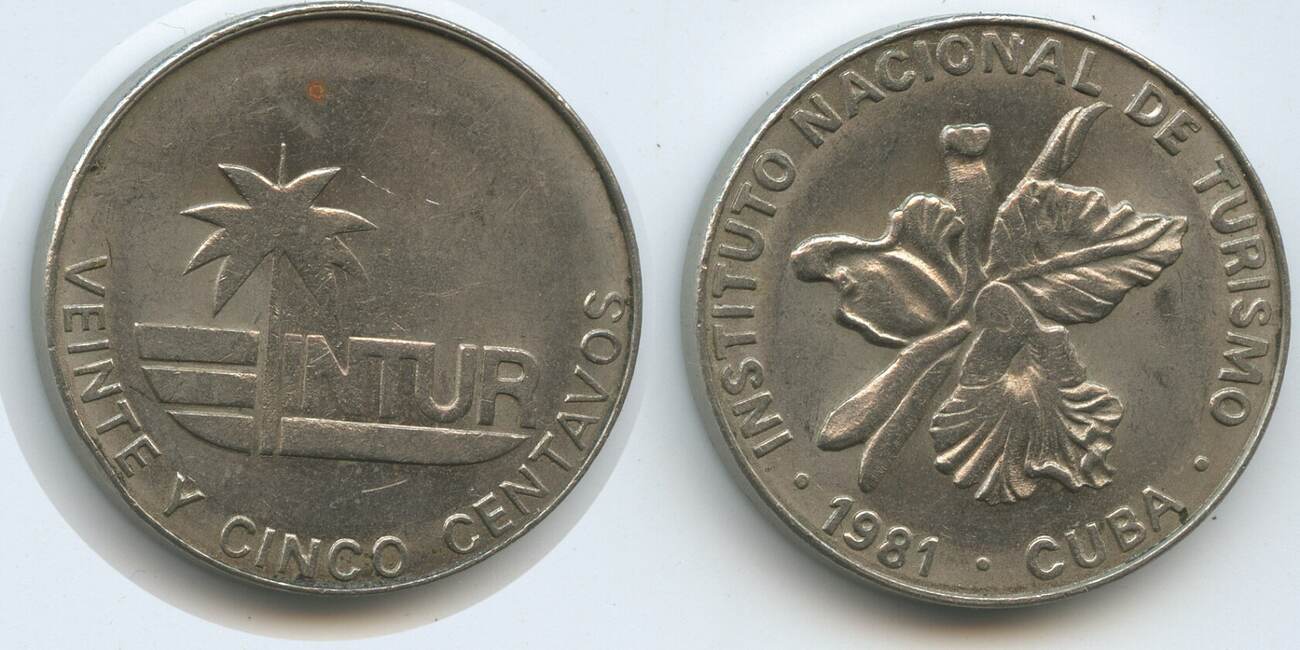 INTUR
VEINTE Y CINCO CENTAVOS
INSTITUTO NACIONAL DE TURISMO
· 1981 · CUBA ·